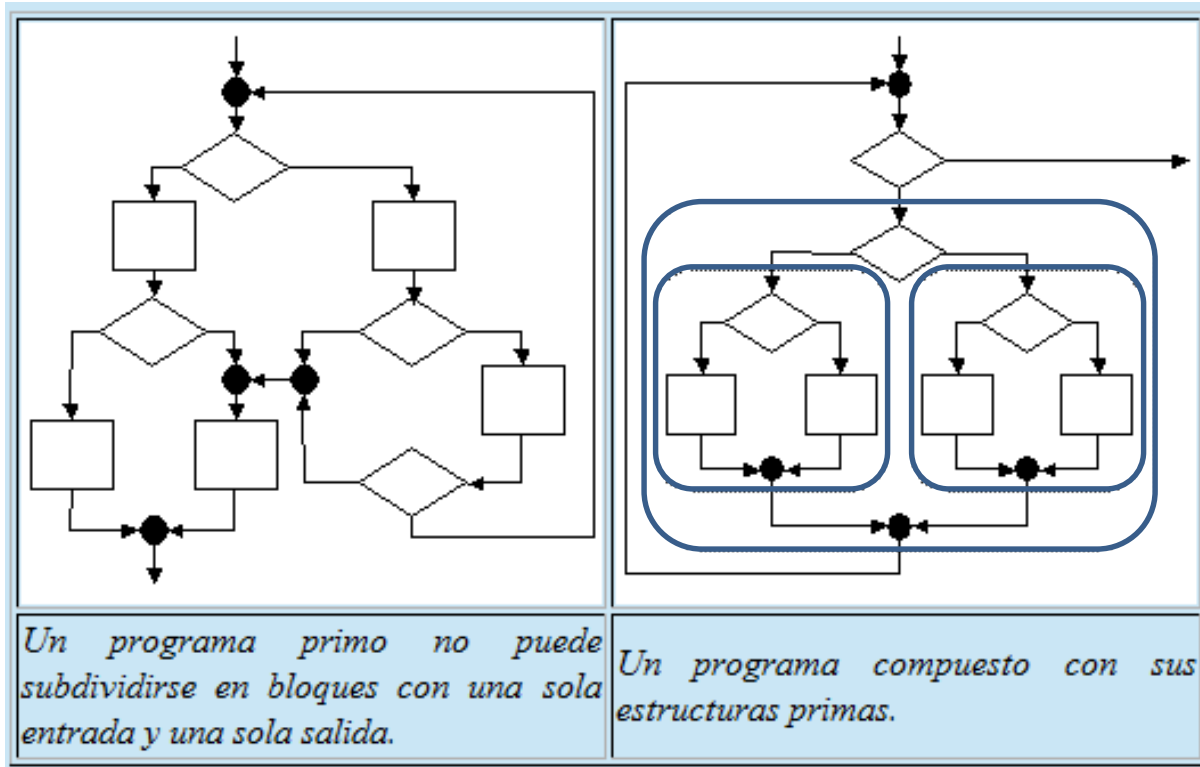 Un programa primo no puede
subdividirse en bloques con una sola
entrada y una sola salida.
Un programa compuesto con sus
estructuras primas.